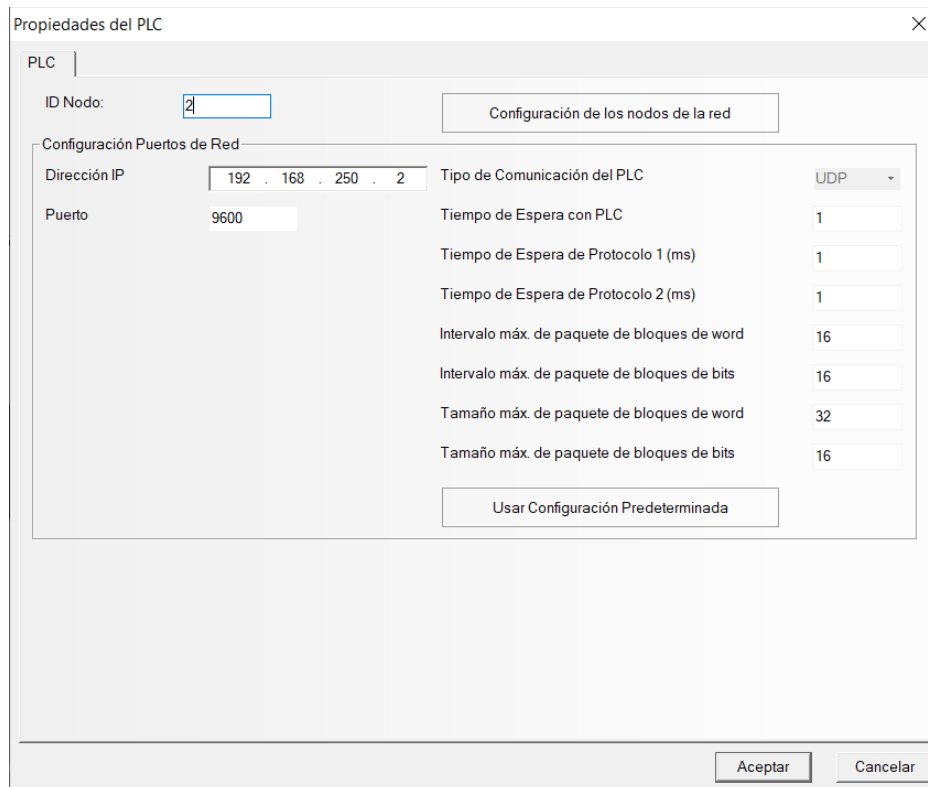 Propiedades del PLC
PLC
ID Nodo: 2 Configuración de los nodos de la red
Configuración Puertos de Red
Dirección IP 192 . 168 . 250 . 2 Tipo de Comunicación del PLC UDP
Puerto 9600 Tiempo de Espera con PLC 1
Tiempo de Espera de Protocolo 1 (ms) 1
Tiempo de Espera de Protocolo 2 (ms) 1
Intervalo máx. de paquete de bloques de word 16
Intervalo máx. de paquete de bloques de bits 16
Tamaño máx. de paquete de bloques de word 32
Tamaño máx. de paquete de bloques de bits 16
Usar Configuración Predeterminada
Aceptar Cancelar